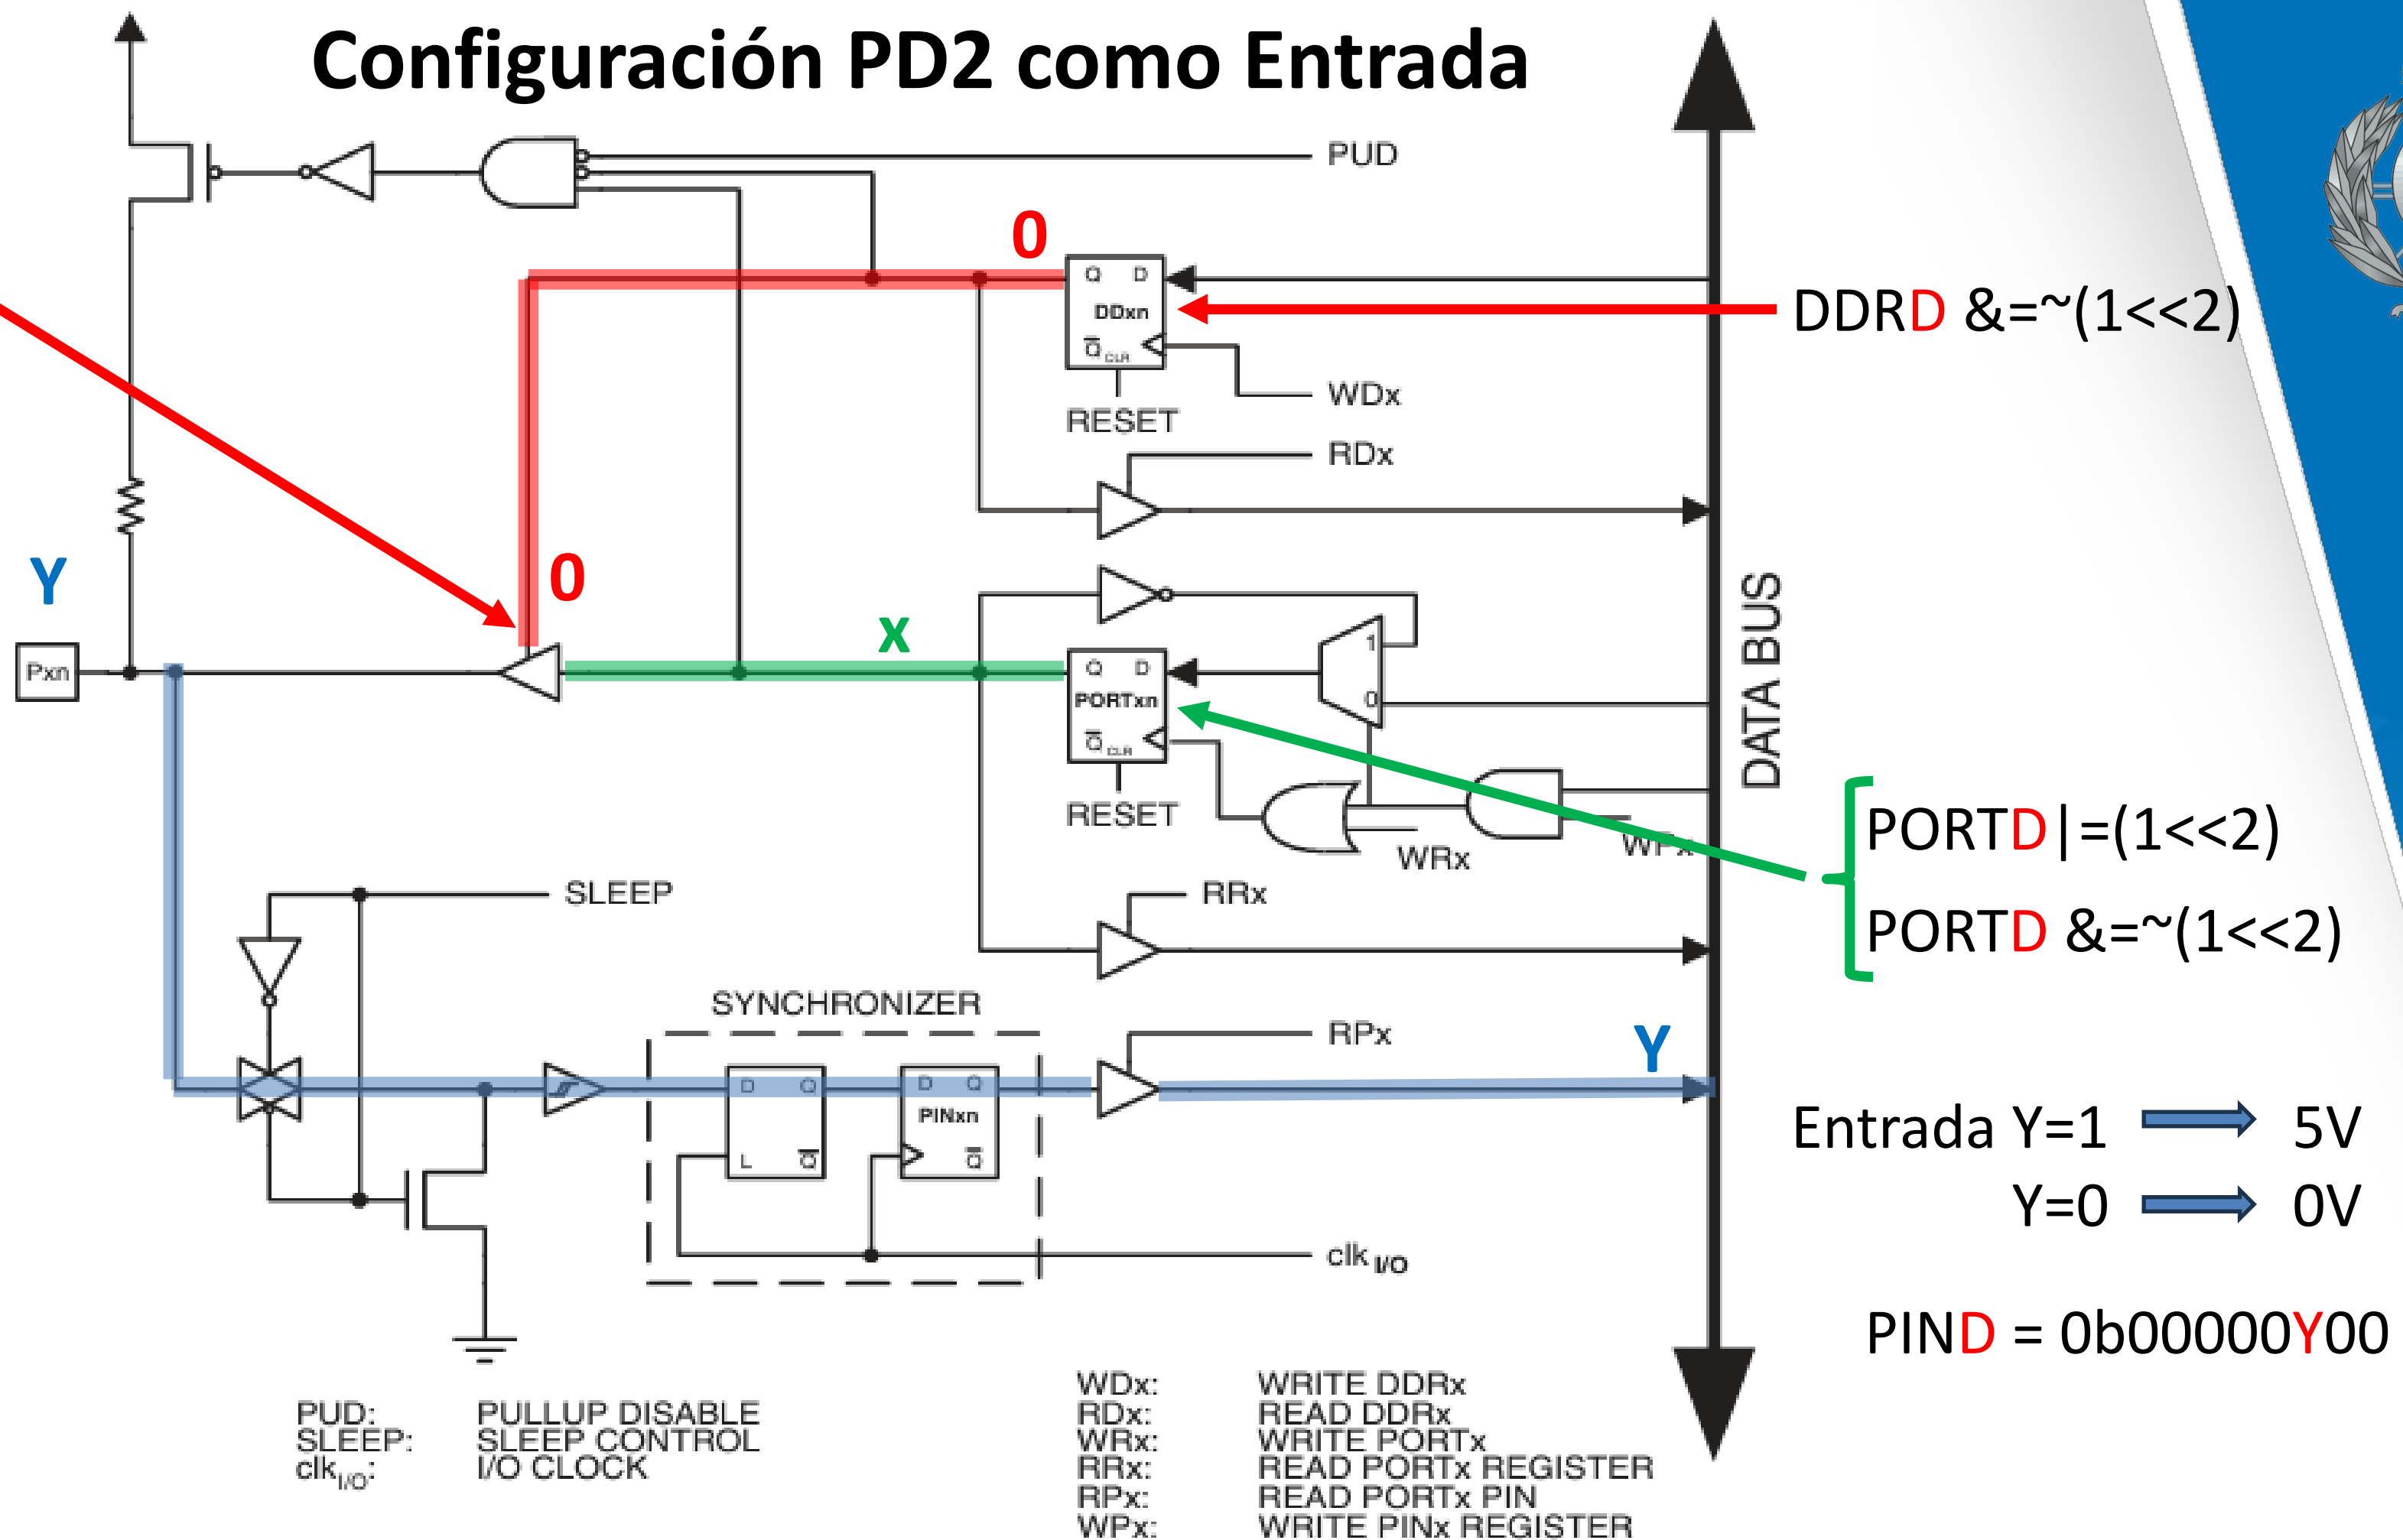 Configuración PD2 como Entrada
PUD
0
Q D
DDxn
Q CLR
DDRD &=~(1<<2)
WDx
RESET
RDx
Y
0
x
1
Pxn
Q D
PORTxn
0
Q CLR
DATA BUS
RESET
WRx
WPx
PORTD|=(1<<2)
SLEEP
RRx
PORTD &=~(1<<2)
SYNCHRONIZER
RPx
Y
D Q
D Q
PINxn
L Q
Q
Entrada Y=1 5V
Y=0 0V
clk I/O
PIND = 0b00000Y00
PUD: PULLUP DISABLE
SLEEP: SLEEP CONTROL
clkI/O: I/O CLOCK
WDx: WRITE DDRx
RDx: READ DDRx
WRx: WRITE PORTx
RRx: READ PORTx REGISTER
RPx: READ PORTx PIN
WPx: WRITE PINx REGISTER